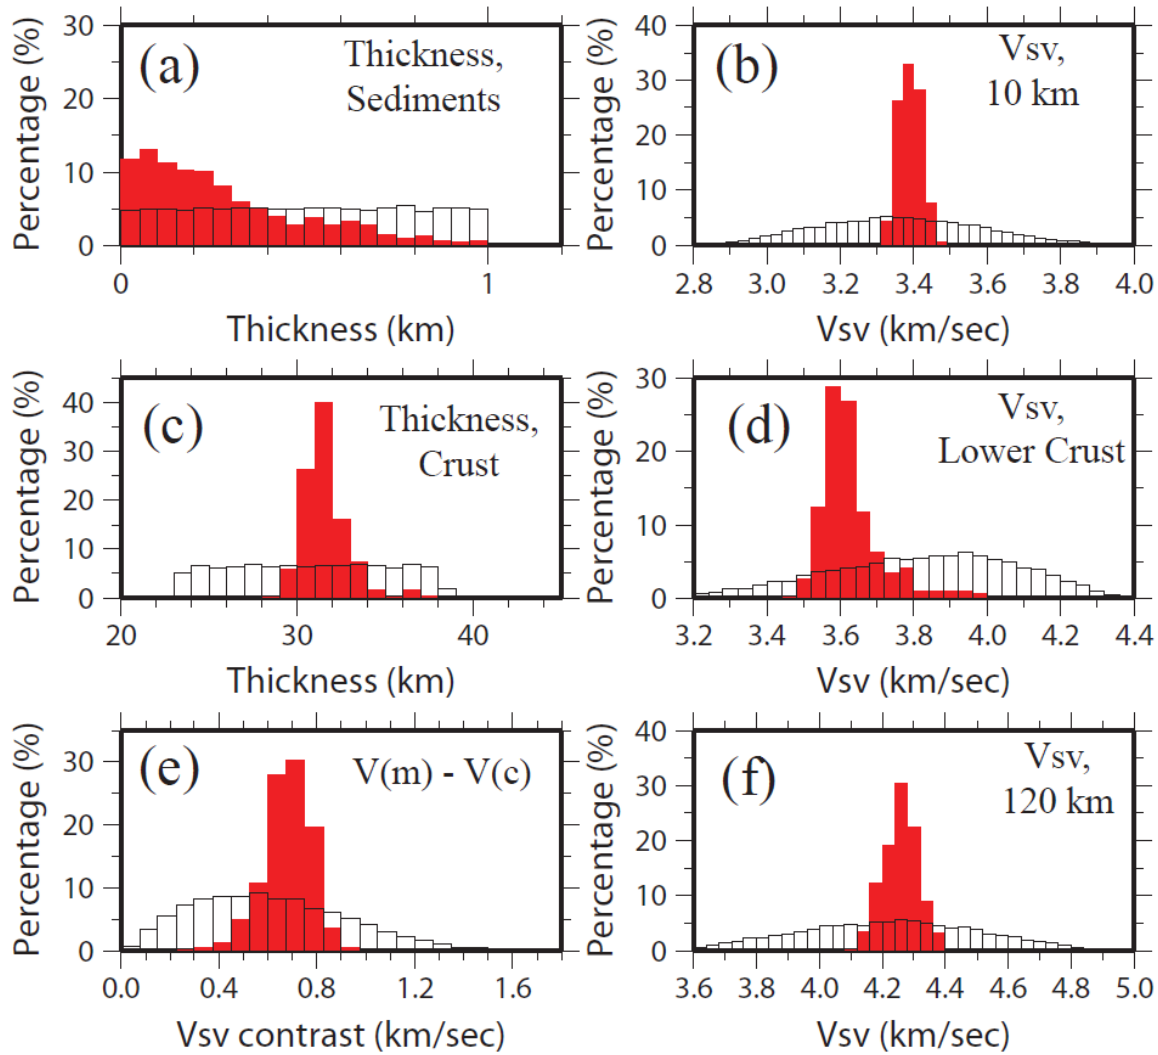 30
20
10
0
Percentage (%)
(a)
Thickness,
Sediments
0
1
Thickness (km)
40
30
20
10
0
Percentage (%)
(b)
Vsv,
10 km
2.8
3.0
3.2
3.4
3.6
3.8
4.0
Vsv (km/sec)
40
30
20
10
0
Percentage (%)
(c)
Thickness,
Crust
20
30
40
Thickness (km)
30
20
10
0
Percentage (%)
(d)
Vsv,
Lower Crust
3.2
3.4
3.6
3.8
4.0
4.2
4.4
Vsv (km/sec)
30
20
10
0
Percentage (%)
(e)
V(m) - V(c)
0.0
0.4
0.8
1.2
1.6
Vsv contrast (km/sec)
40
30
20
10
0
Percentage (%)
(f)
Vsv,
120 km
3.6
3.8
4.0
4.2
4.4
4.6
4.8
5.0
Vsv (km/sec)